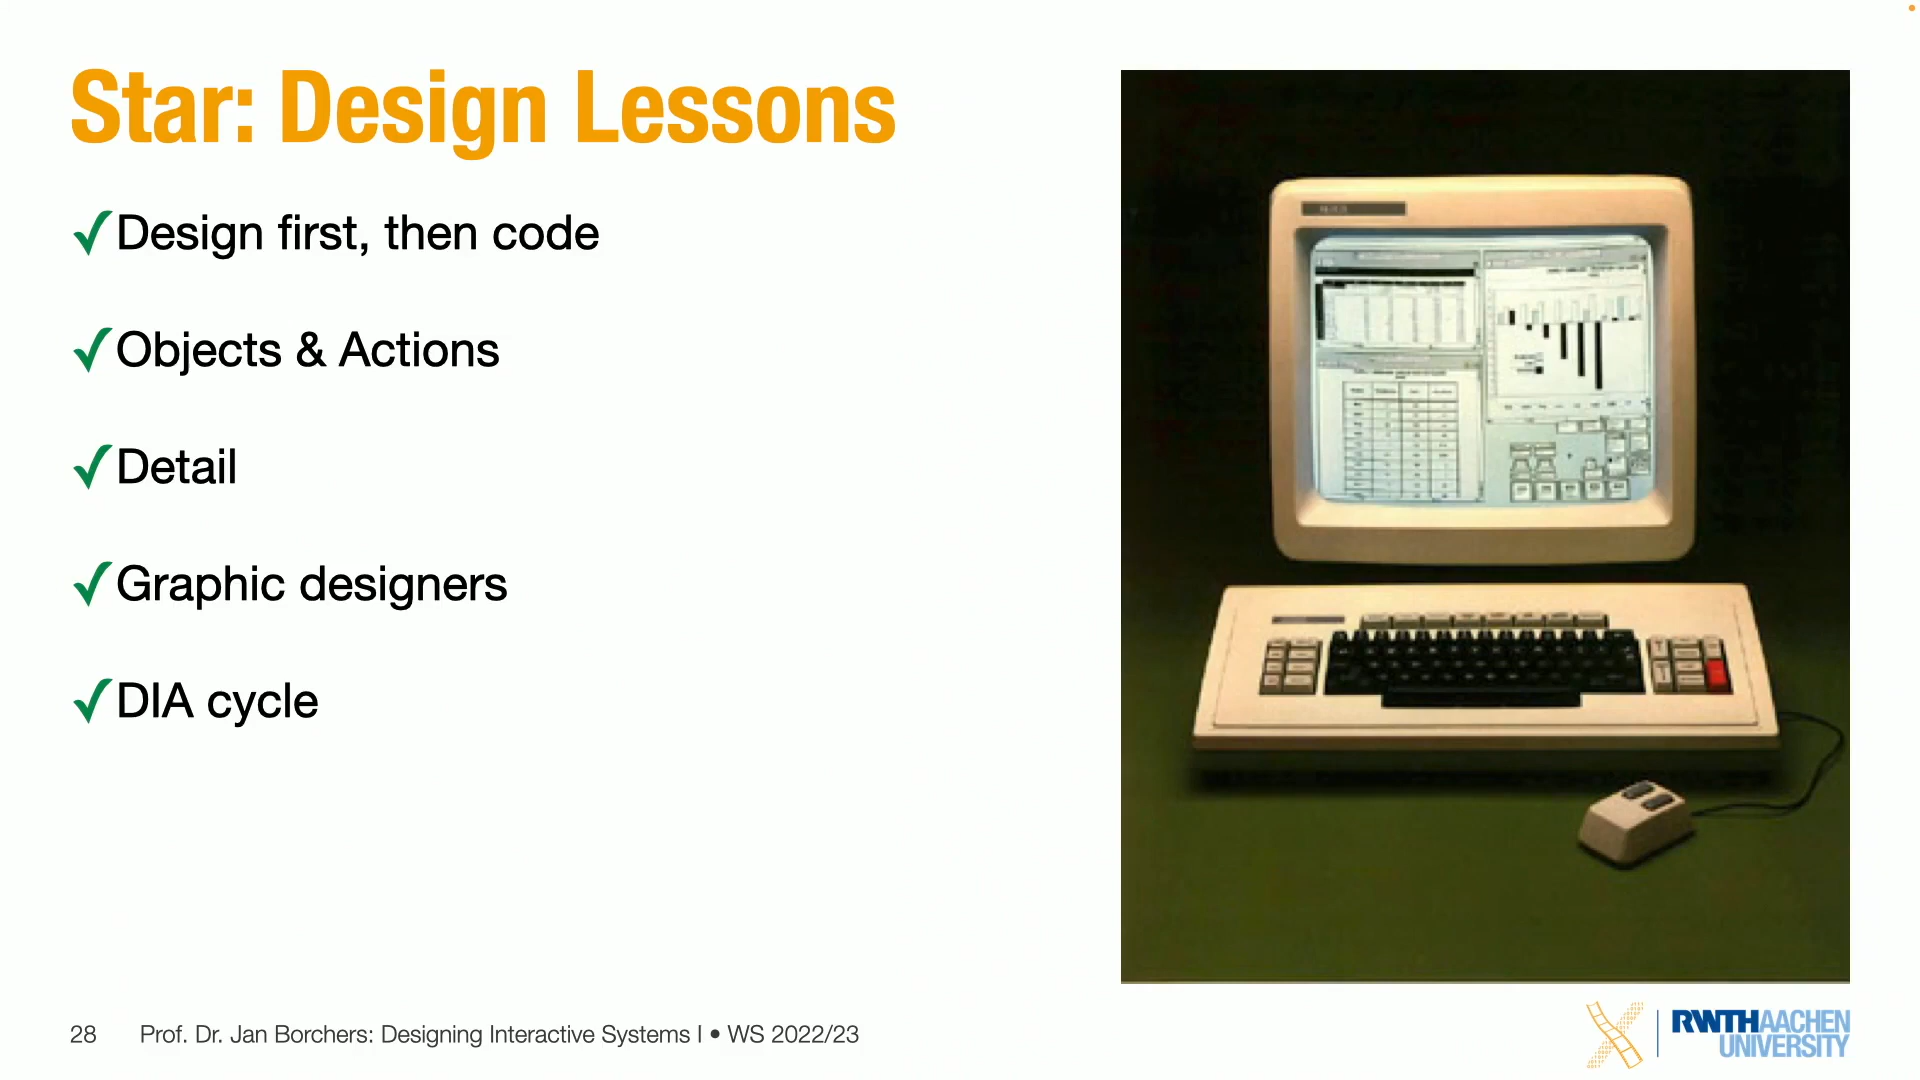 Star: Design Lessons
✓Design first, then code
✓Objects & Actions
✓Detail
✓Graphic designers
✓DIA cycle
28 Prof. Dr. Jan Borchers: Designing Interactive Systems I • WS 2022/23
RWTHAACHEN
UNIVERSITY